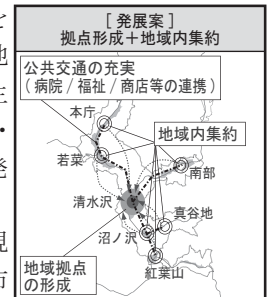 [ 発展案 ]
拠点形成＋地域内集約
公共交通の充実
( 病院 / 福祉 / 商店等の連携 )
本庁
地域内集約
若菜
南部
清水沢
真谷地
沼ノ沢
地域拠点
の形成
紅葉山